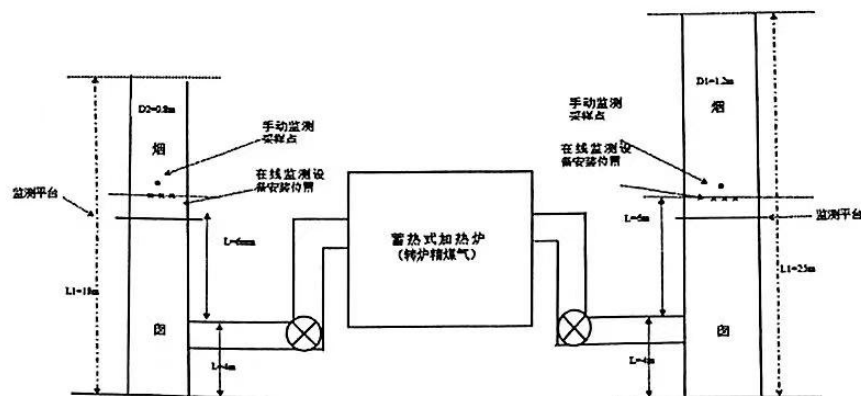 D2=0.8m
烟
手动监测
采样点
在线监测设
备安装位置
监测平台
L1=18m
囱
L=4m
蓄热式加热炉
（转炉精煤气）
D1=1.2m
烟
手动监测
采样点
在线监测设
备安装位置
L=6m
监测平台
L1=25m
囱
L=4m